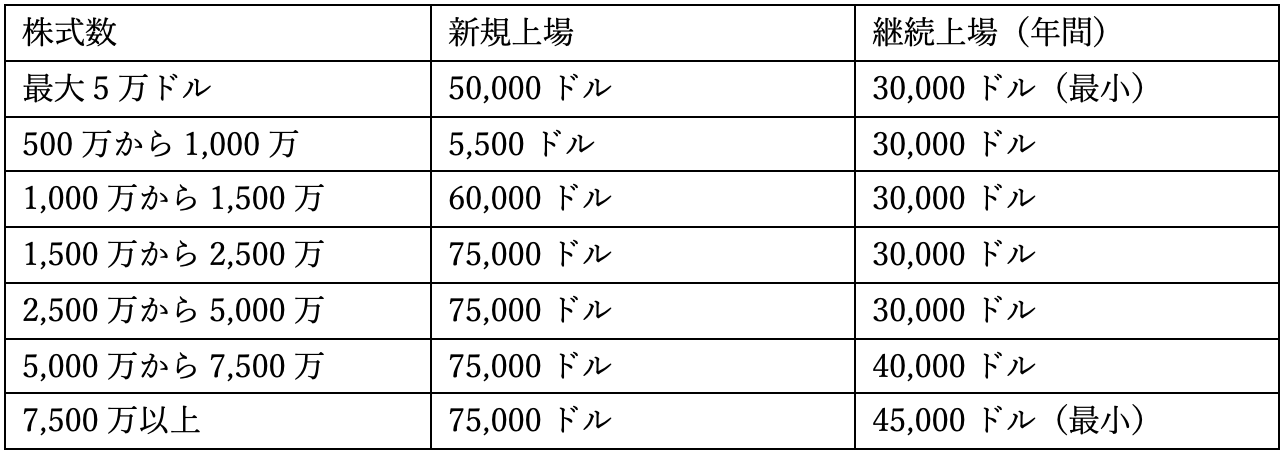 株式数 新規上場 継続上場（年間）
最大 5 万ドル 50,000 ドル 30,000 ドル（最小）
500 万から 1,000 万 5,500 ドル 30,000 ドル
1,000 万から 1,500 万 60,000 ドル 30,000 ドル
1,500 万から 2,500 万 75,000 ドル 30,000 ドル
2,500 万から 5,000 万 75,000 ドル 30,000 ドル
5,000 万から 7,500 万 75,000 ドル 40,000 ドル
7,500 万以上 75,000 ドル 45,000 ドル（最小）